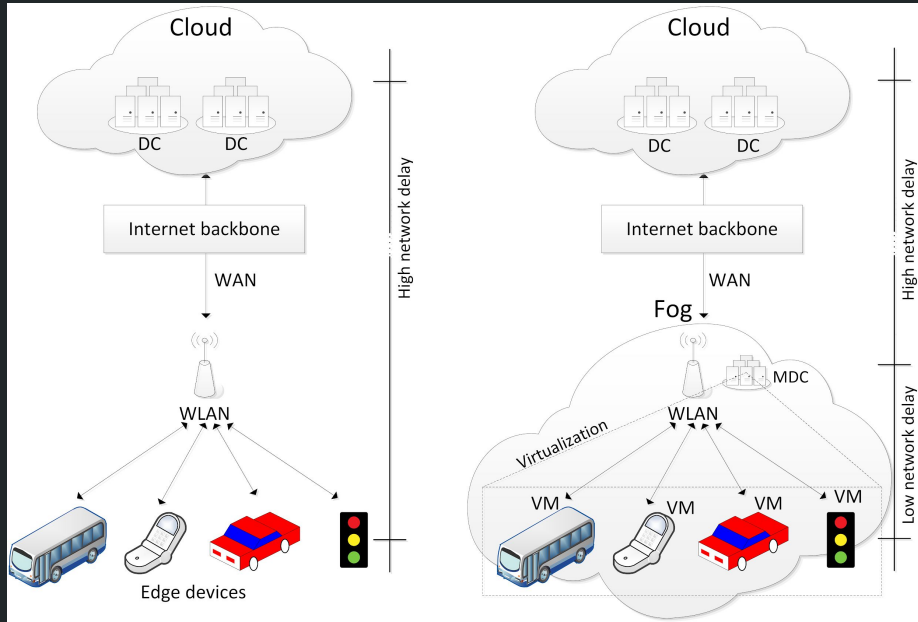 Cloud
DC
DC
Internet backbone
WAN
WLAN
Edge devices
High network delay
Cloud
DC
DC
Internet backbone
WAN
Fog
MDC
WLAN
Virtualization
VM
VM
VM
VM
High network delay
Low network delay